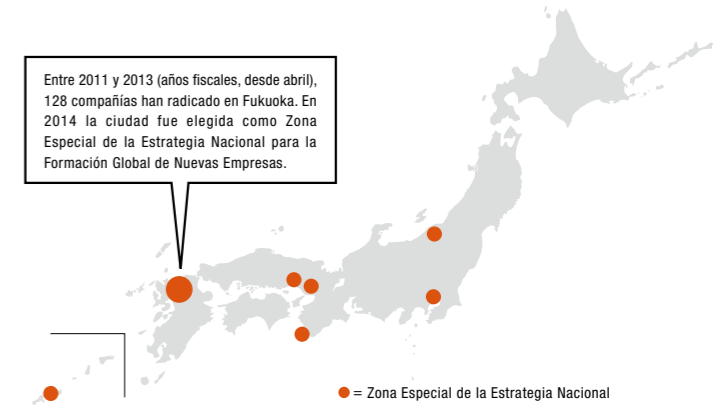 Entre 2011 y 2013 (años fiscales, desde abril),
128 compañías han radicado en Fukuoka. En
2014 la ciudad fue elegida como Zona
Especial de la Estrategia Nacional para la
Formación Global de Nuevas Empresas.
= Zona Especial de la Estrategia Nacional